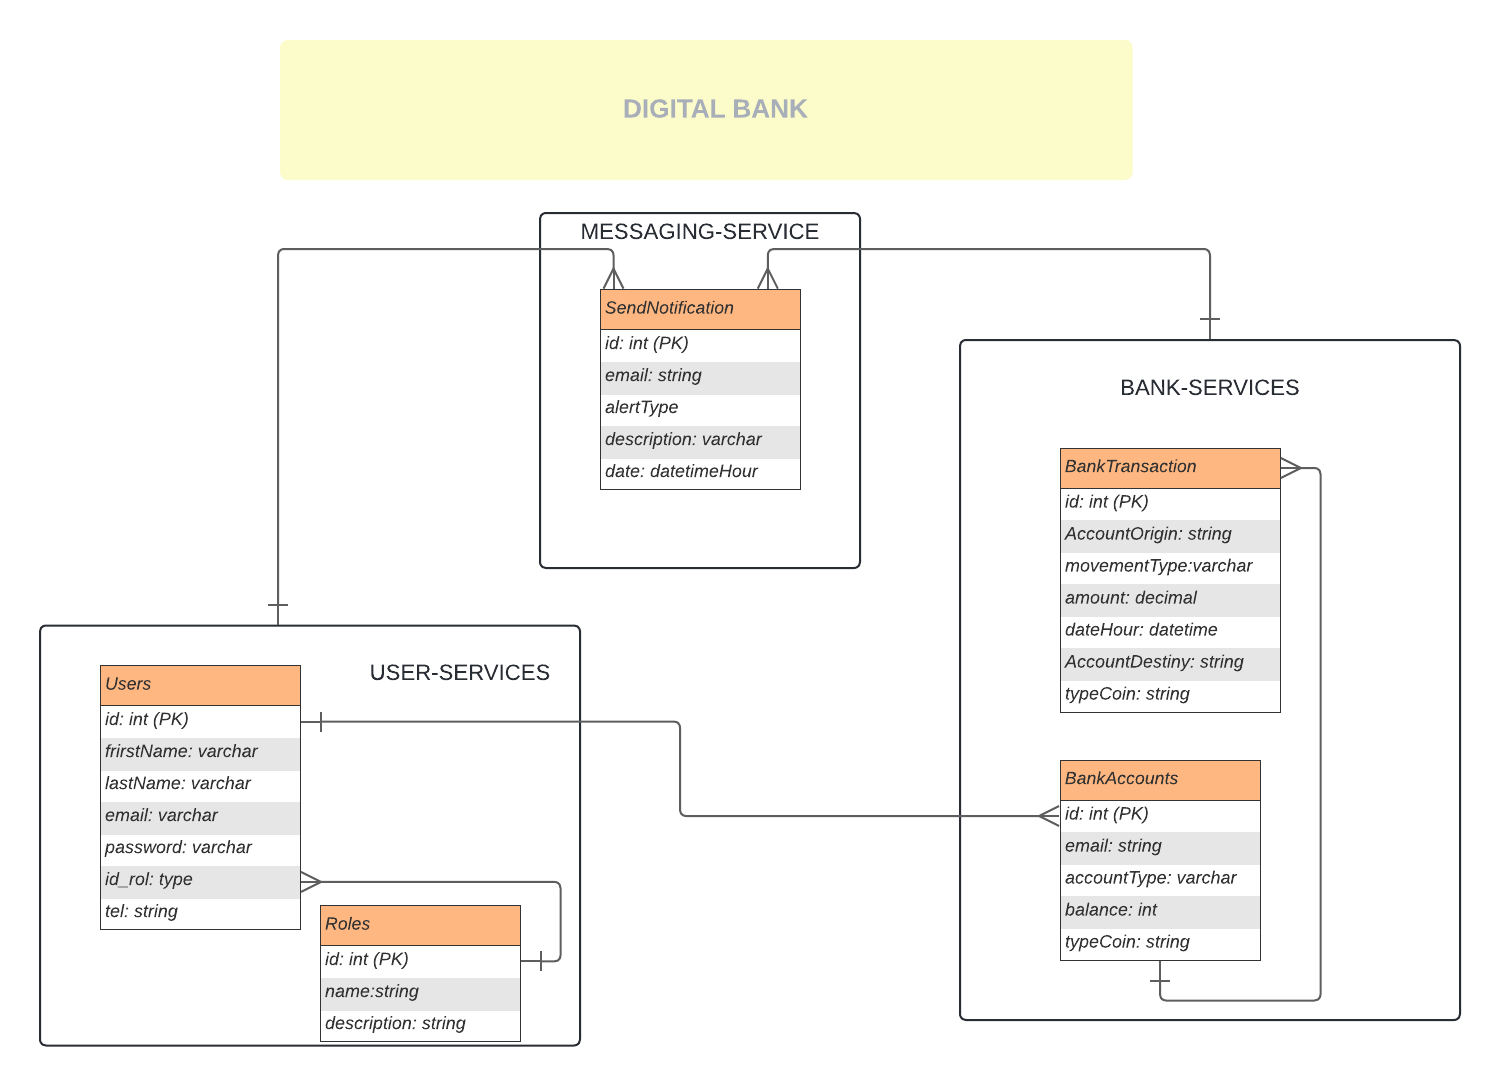 DIGITAL BANK
MESSAGING-SERVICE
SendNotification
id: int (PK)
email: string
alertType
description: varchar
date: datetimeHour
BANK-SERVICES
BankTransaction
id: int (PK)
AccountOrigin: string
movementType:varchar
amount: decimal
dateHour: datetime
AccountDestiny: string
typeCoin: string
BankAccounts
id: int (PK)
email: string
accountType: varchar
balance: int
typeCoin: string
USER-SERVICES
Users
id: int (PK)
frirstName: varchar
lastName: varchar
email: varchar
password: varchar
id_rol: type
tel: string
Roles
id: int (PK)
name:string
description: string